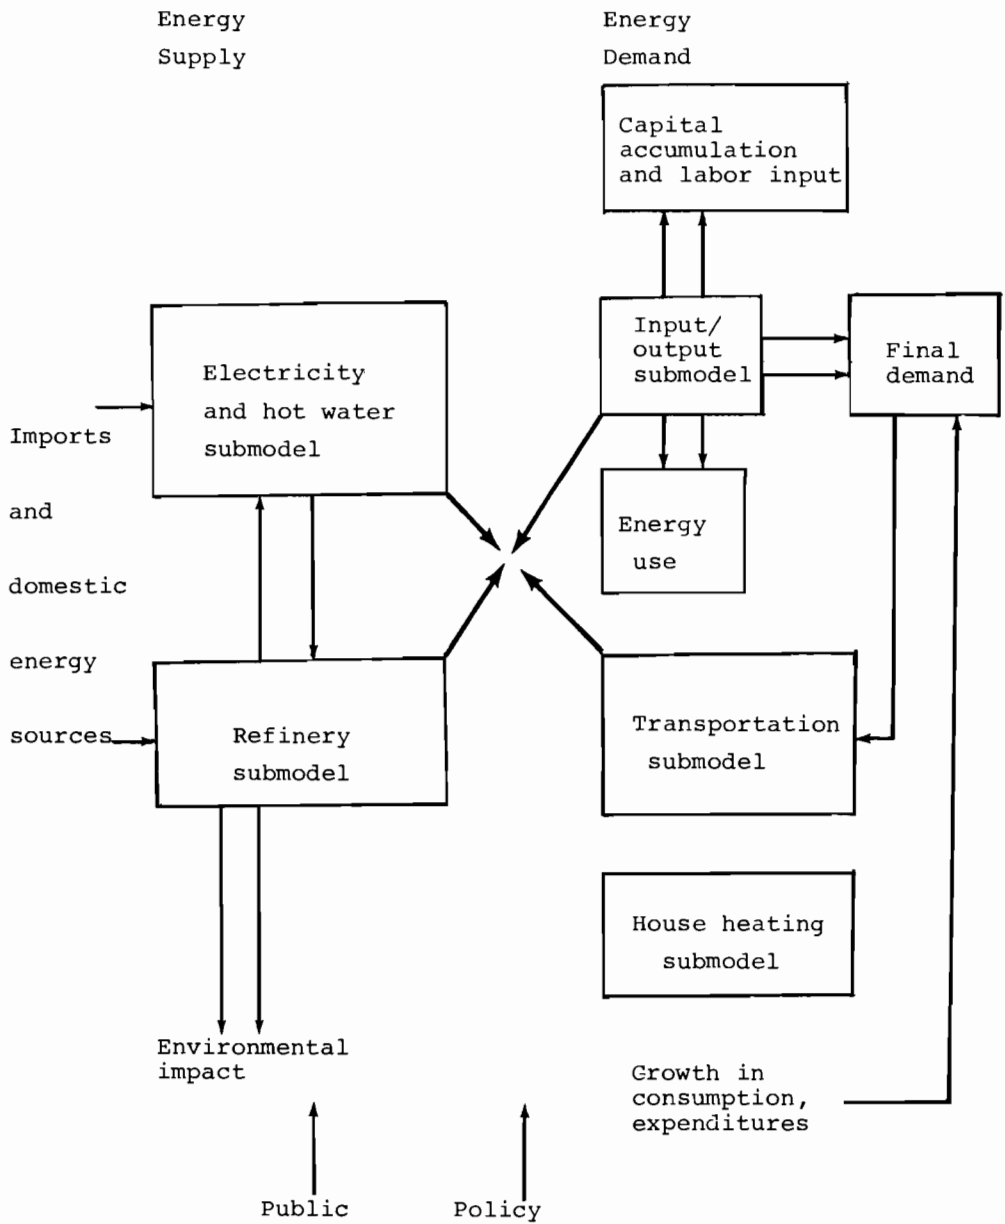 Energy
Supply
Energy
Demand
Capital
accumulation
and labor input
Electricity
and hot water
submodel
Input/
output
submodel
Final
demand
Imports
and
domestic
energy
sources
Energy
use
Refinery
submodel
Transportation
submodel
House heating
submodel
Environmental
impact
Growth in
consumption,
expenditures
Public
Policy